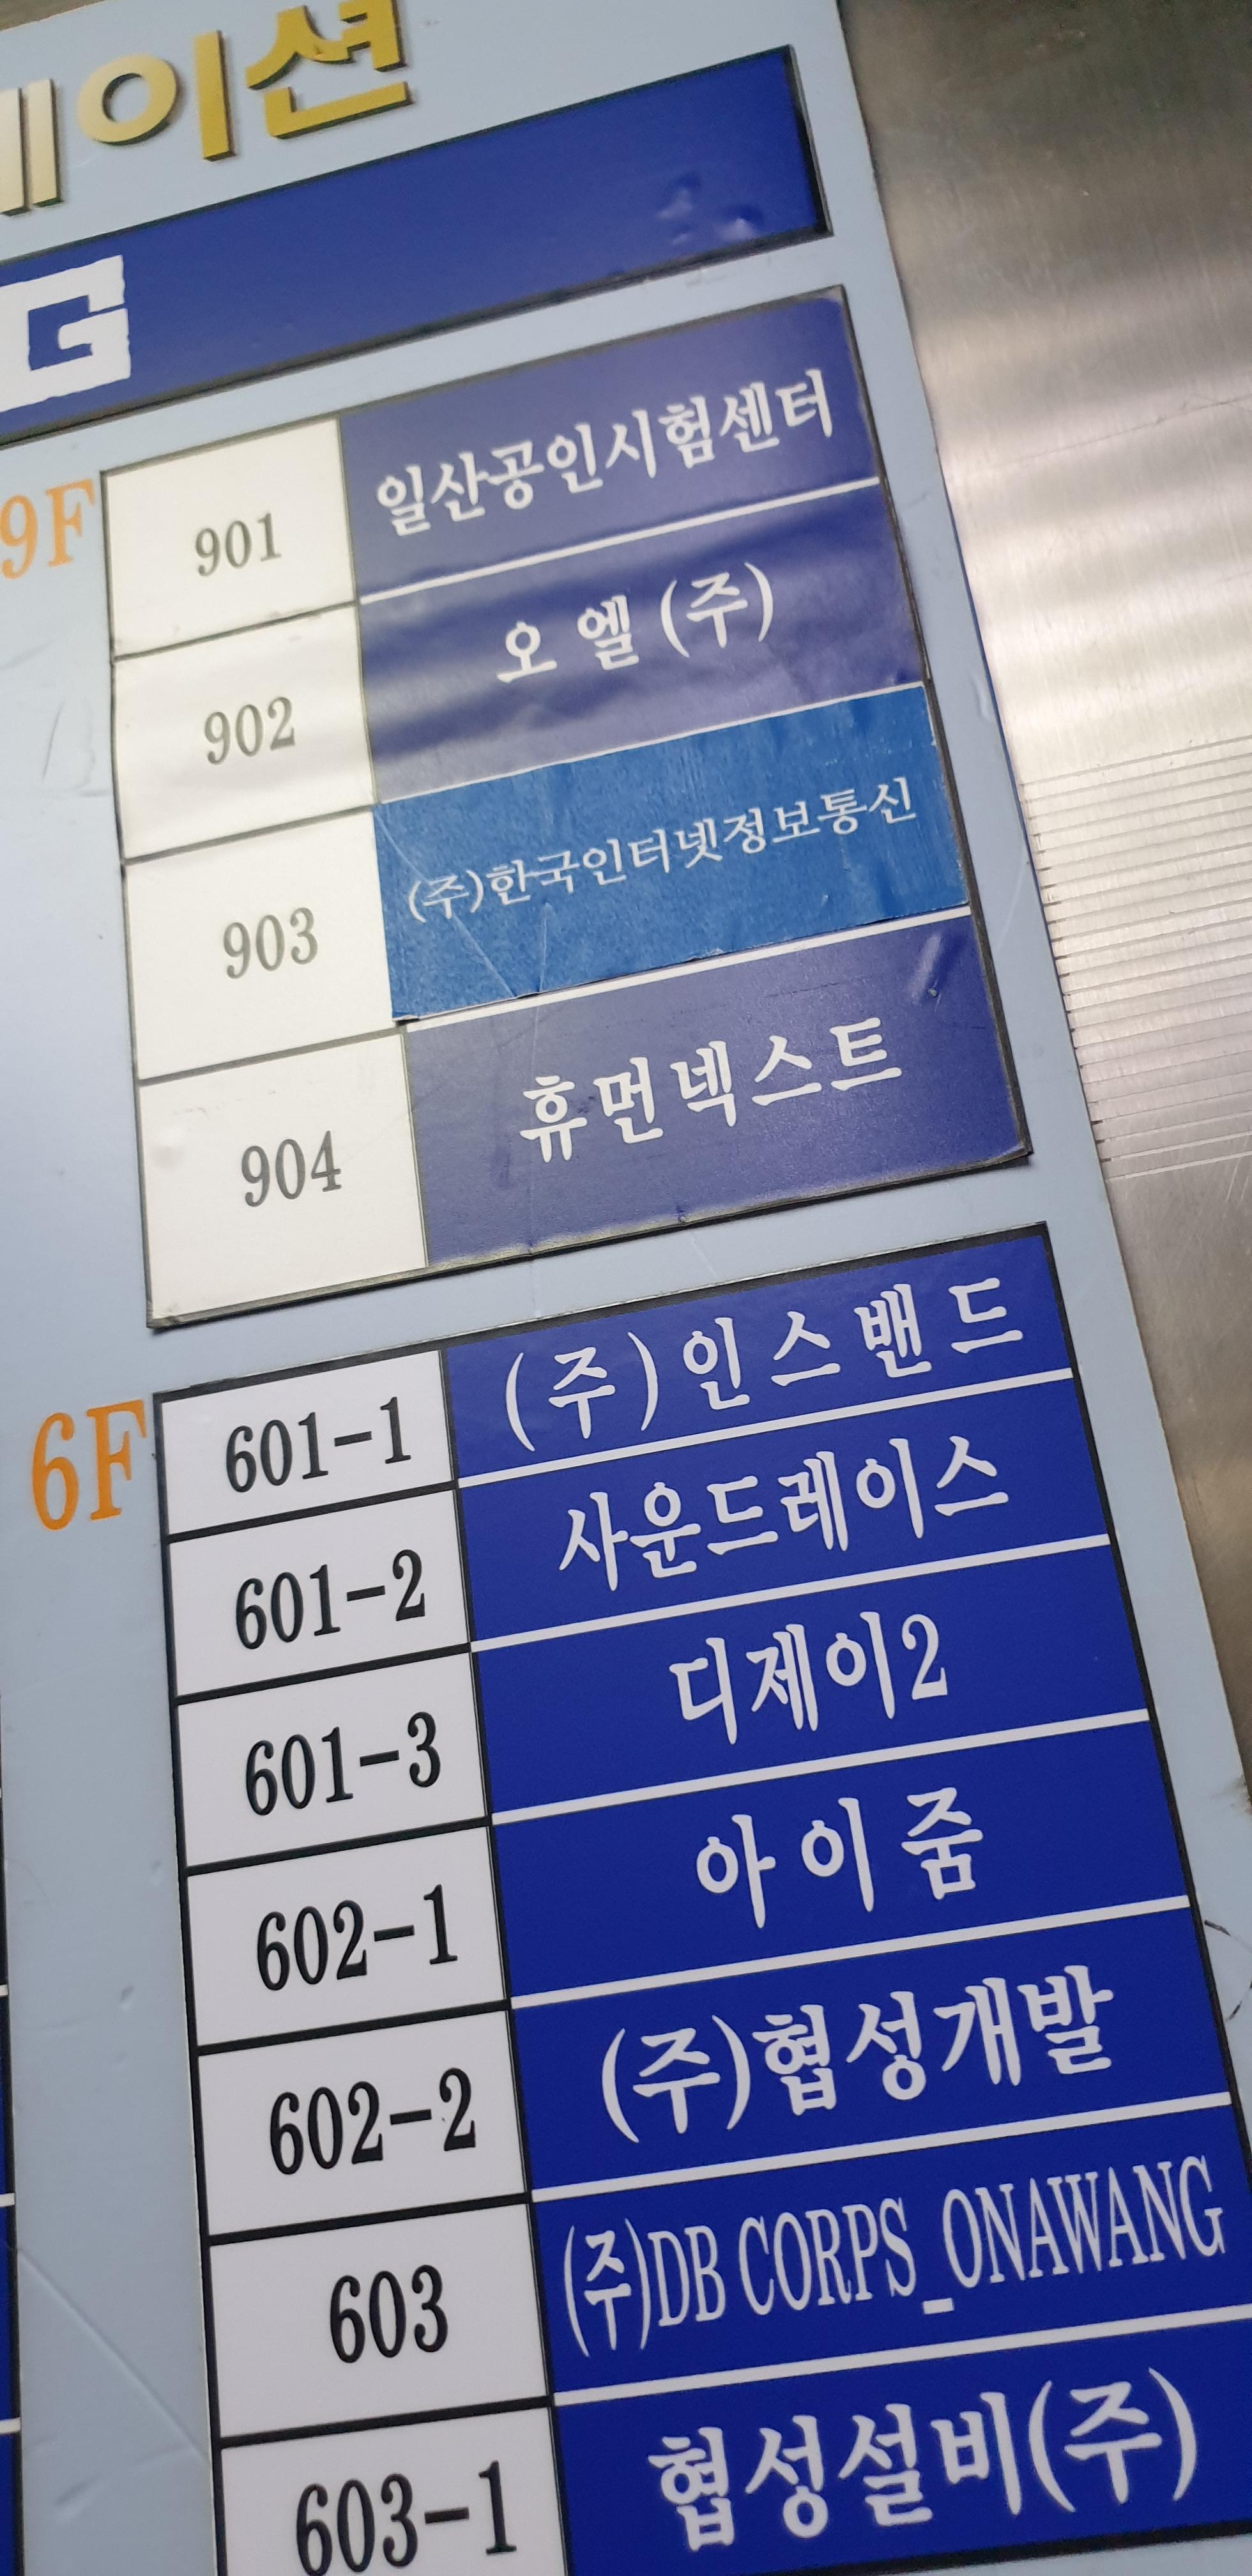 이션
G
9F
901 일산공인시험센터
902 오엘(주)
903 (주)한국인터넷정보통신
904 휴먼넥스트
6F
601-1 (주)인스밴드
601-2 사운드레이스
601-3 디제이2
602-1 아이줌
602-2 (주)협성개발
603 (주)DB CORPS_ONAWANG
603-1 협성설비(주)